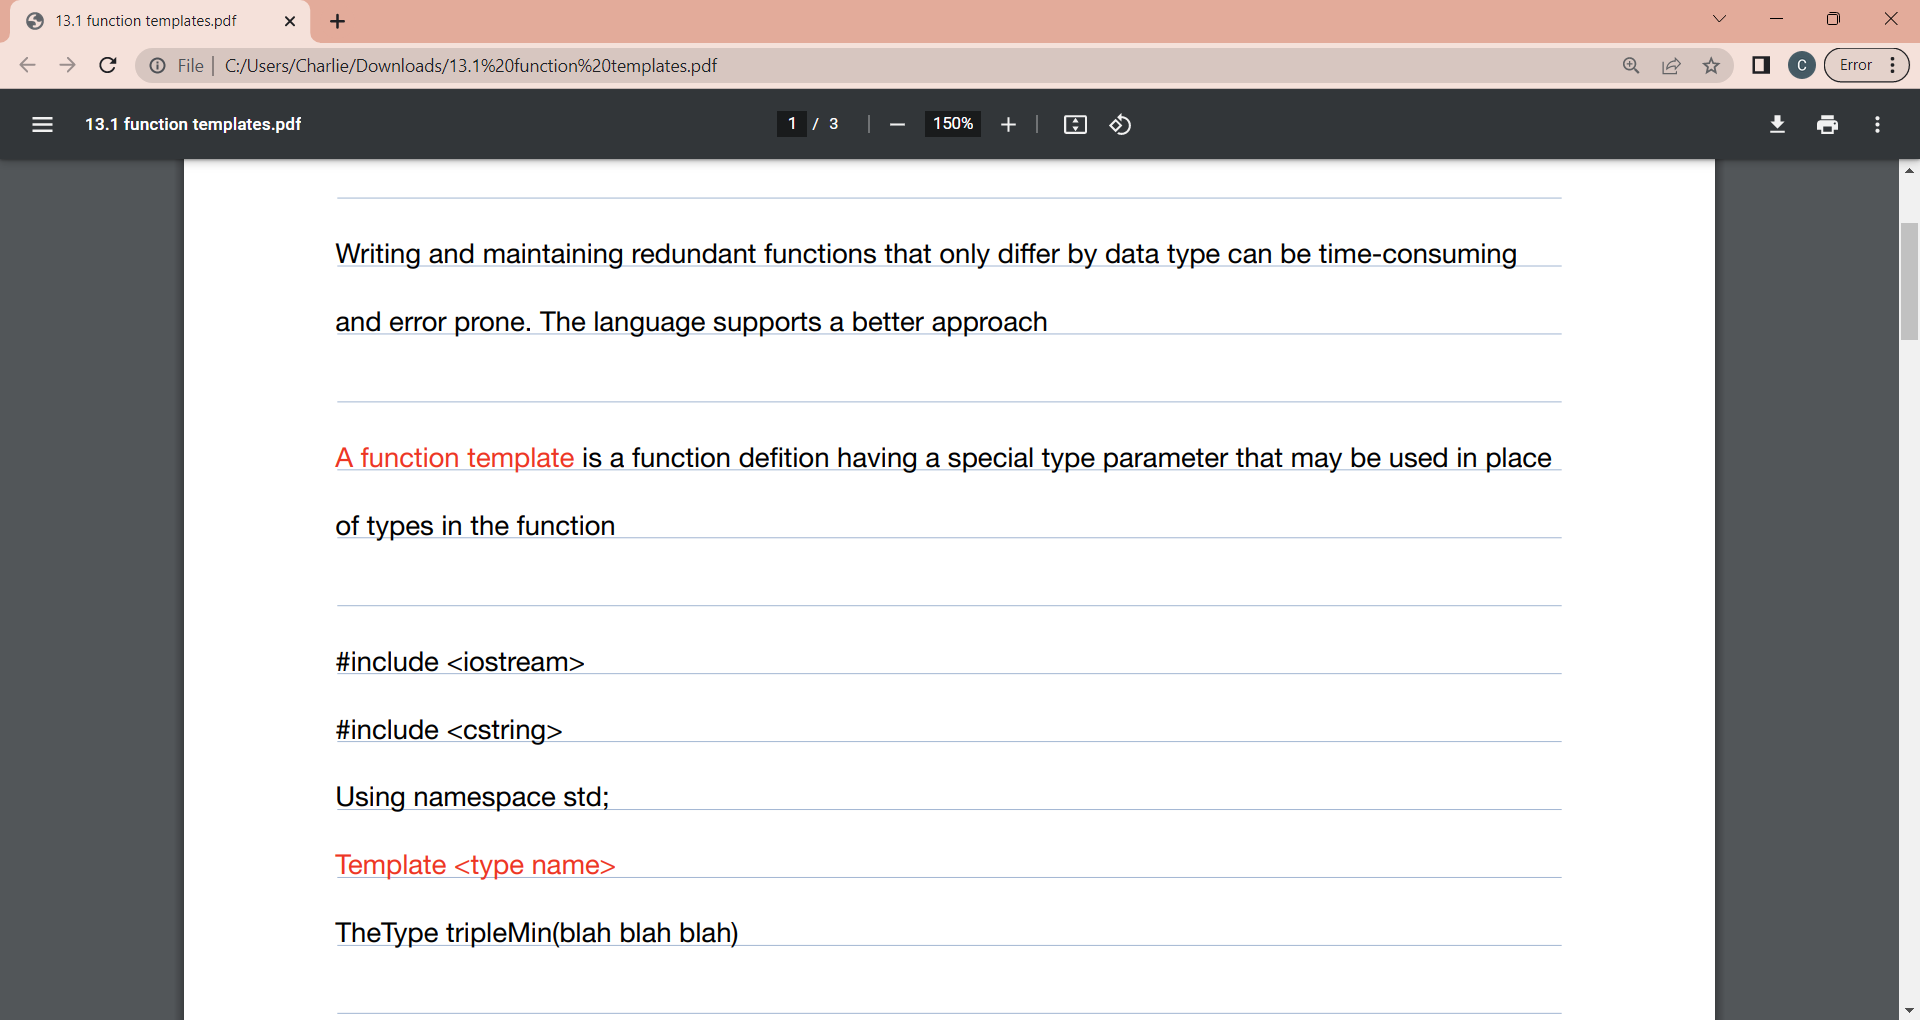 13.1 function templates.pdf
File | C:/Users/Charlie/Downloads/13.1%20function%20templates.pdf
C
Error
13.1 function templates.pdf
1 / 3
150%
Writing and maintaining redundant functions that only differ by data type can be time-consuming
and error prone. The language supports a better approach
A function template is a function defition having a special type parameter that may be used in place
of types in the function
#include <iostream>
#include <cstring>
Using namespace std;
Template <type name>
TheType tripleMin(blah blah blah)